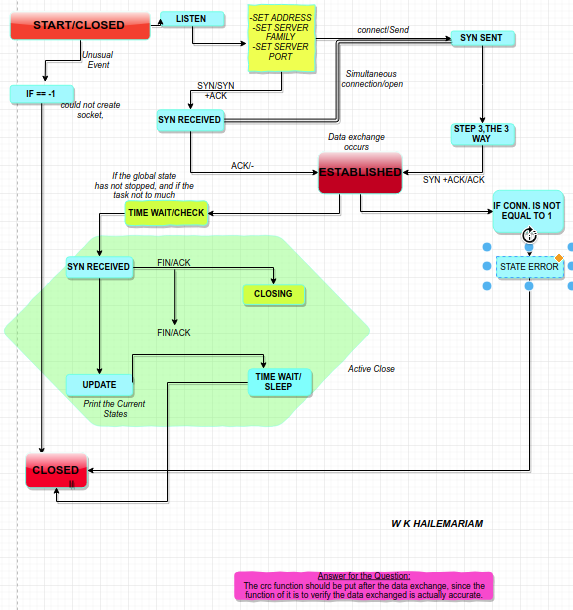 START/CLOSED
LISTEN
-SET ADDRESS
-SET SERVER
FAMILY
-SET SERVER
PORT
connect/Send
SYN SENT
Unusual
Event
IF == -1
could not create
socket,
SYN/SYN
+ACK
Simultaneous
connection/open
SYN RECEIVED
STEP 3,THE 3
WAY
Data exchange
occurs
ACK/-
ESTABLISHED
SYN +ACK/ACK
If the global state
has not stopped, and if the
task not to much
TIME WAIT/CHECK
IF CONN. IS NOT
EQUAL TO 1
SYN RECEIVED
FIN/ACK
STATE ERROR
CLOSING
FIN/ACK
UPDATE
TIME WAIT/
SLEEP
Active Close
Print the Current
States
CLOSED
W K HAILEMARIAM
Answer for the Question:
The crc function should be put after the data exchange, since the
function of it is to verify the data exchanged is actually accurate.